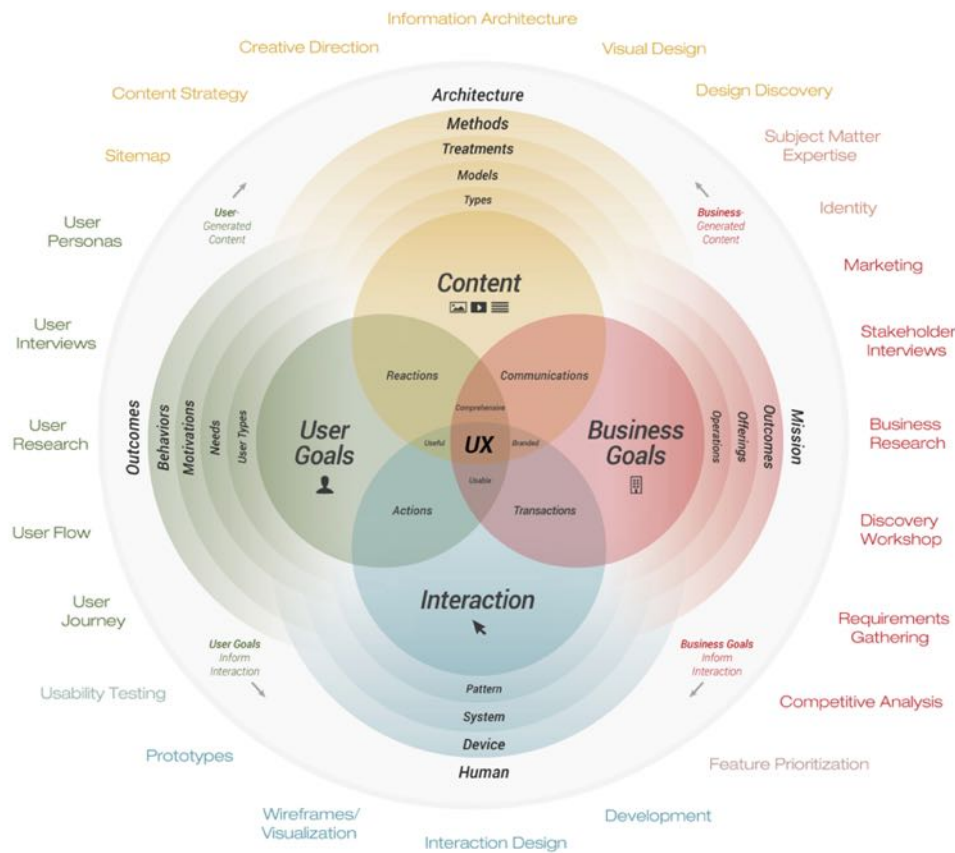 Information Architecture
Creative Direction
Visual Design
Content Strategy
Architecture
Design Discovery
Methods
Sitemap
Treatments
Subject Matter
Expertise
Models
Types
User-
Generated
Content
Business-
Generated
Content
User
Personas
Identity
Content
Marketing
User
Interviews
Stakeholder
Interviews
Reactions
Communications
Comprehensive
User
Research
Outcomes
Behaviors
Motivations
Needs
User Types
User
Goals
Useful
UX
Branded
Business
Goals
Operations
Offerings
Outcomes
Mission
Business
Research
Usable
Actions
Transactions
User Flow
Discovery
Workshop
Interaction
User
Journey
Requirements
Gathering
User Goals
Inform
Interaction
Business Goals
Inform
Interaction
Usability Testing
Pattern
Competitive Analysis
System
Prototypes
Device
Feature Prioritization
Human
Wireframes/
Visualization
Development
Interaction Design